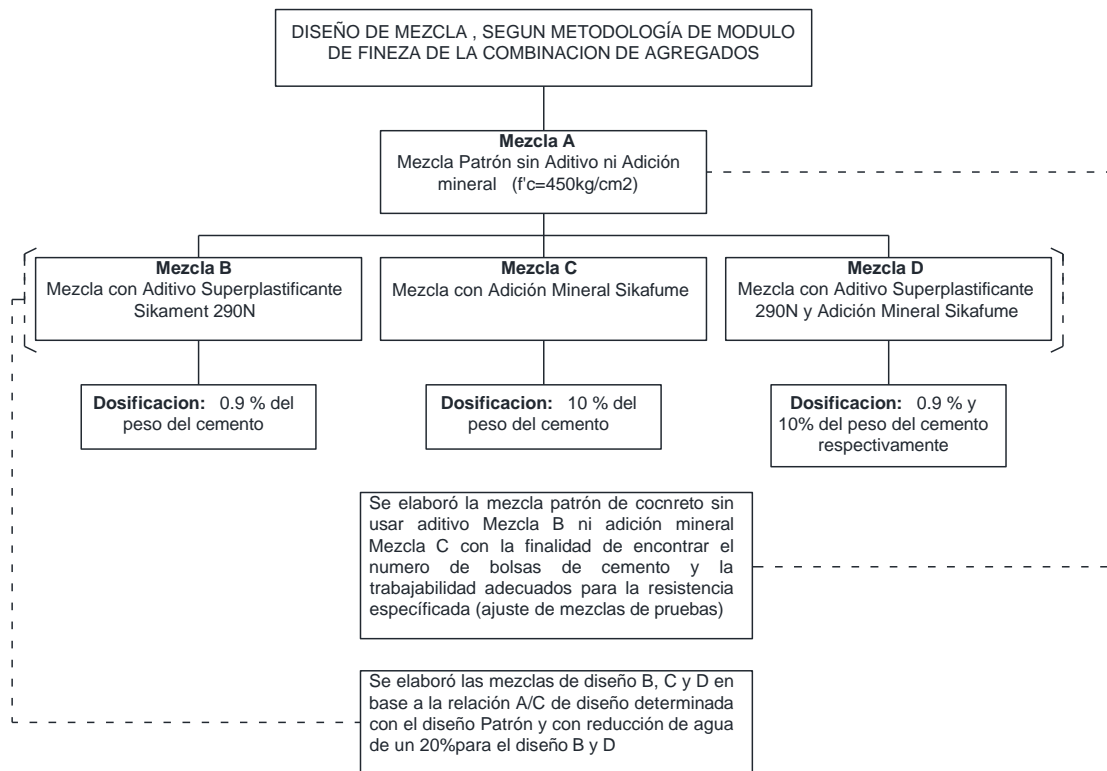 DISEÑO DE MEZCLA , SEGUN METODOLOGÍA DE MODULO
DE FINEZA DE LA COMBINACION DE AGREGADOS
Mezcla A
Mezcla Patrón sin Aditivo ni Adición
mineral (f'c=450kg/cm2)
Mezcla B
Mezcla con Aditivo Superplastificante
Sikament 290N
Mezcla C
Mezcla con Adición Mineral Sikafume
Mezcla D
Mezcla con Aditivo Superplastificante
290N y Adición Mineral Sikafume
Dosificacion: 0.9 % del
peso del cemento
Dosificacion: 10 % del
peso del cemento
Dosificacion: 0.9 % y
10% del peso del cemento
respectivamente
Se elaboró la mezcla patrón de cocnreto sin
usar aditivo Mezcla B ni adición mineral
Mezcla C con la finalidad de encontrar el
numero de bolsas de cemento y la
trabajabilidad adecuados para la resistencia
específicada (ajuste de mezclas de pruebas)
Se elaboró las mezclas de diseño B, C y D en
base a la relación A/C de diseño determinada
con el diseño Patrón y con reducción de agua
de un 20%para el diseño B y D